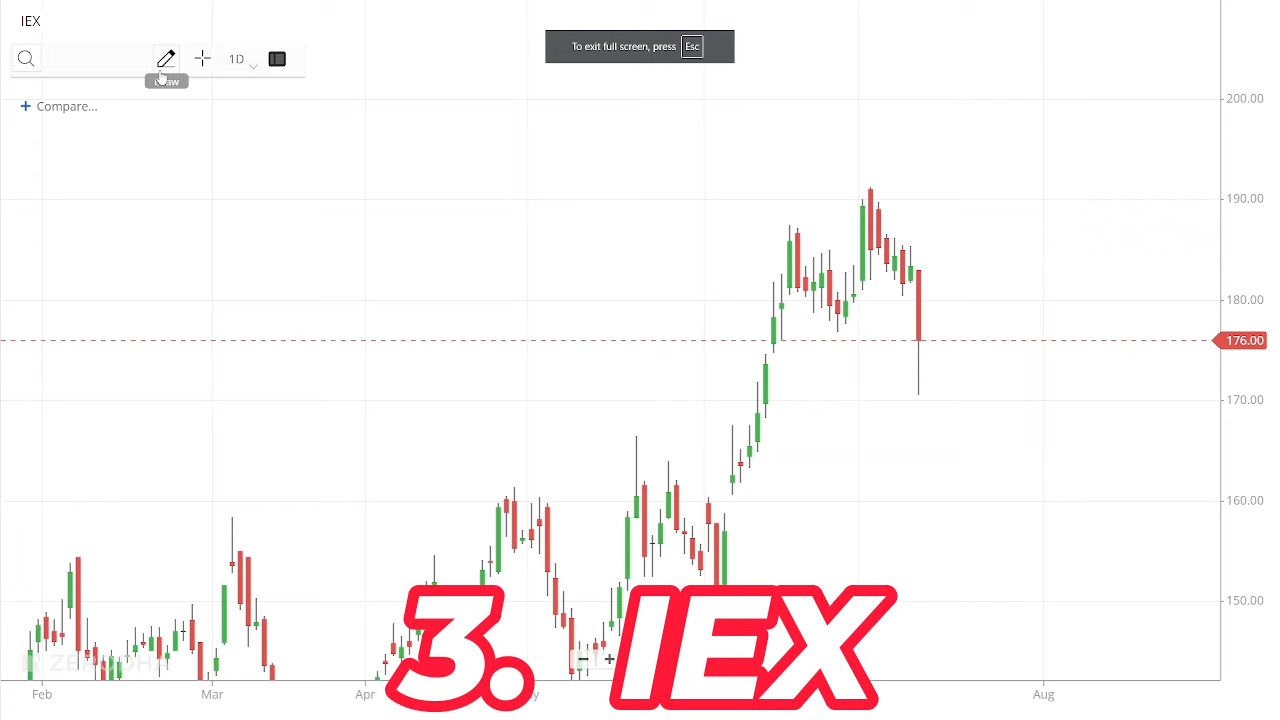 IEX
To exit full screen, press Esc
1D
Compare...
200.00
190.00
180.00
176.00
170.00
160.00
150.00
ZERODHA
3. IEX
Feb
Mar
Apr
Aug